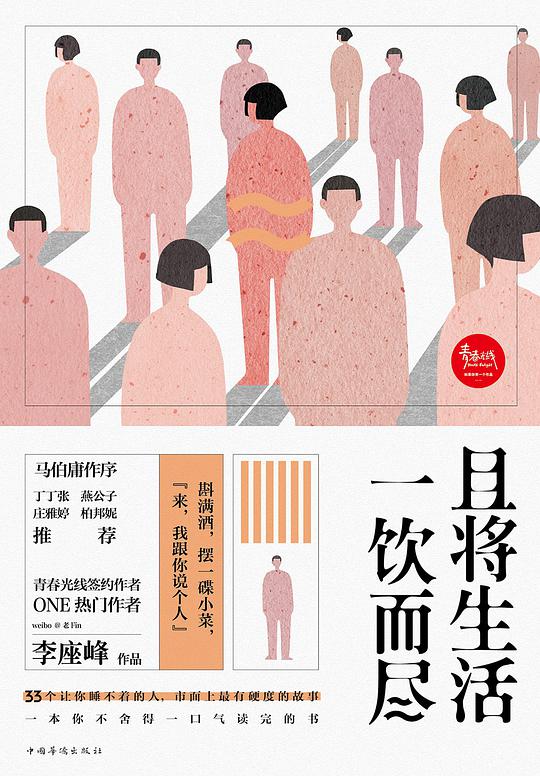 青春光线
且将生活
一饮而尽
马伯庸作序
丁丁张 燕公子
庄雅婷 柏邦妮
推 荐
青春光线签约作者
ONE 热门作者
weibo @ 老Fin
李座峰 作品
斟满酒，摆一碟小菜，
『来，我跟你说个人』
33个让你睡不着的人，市面上最有硬度的故事
一本你不舍得一口气读完的书
中国华侨出版社